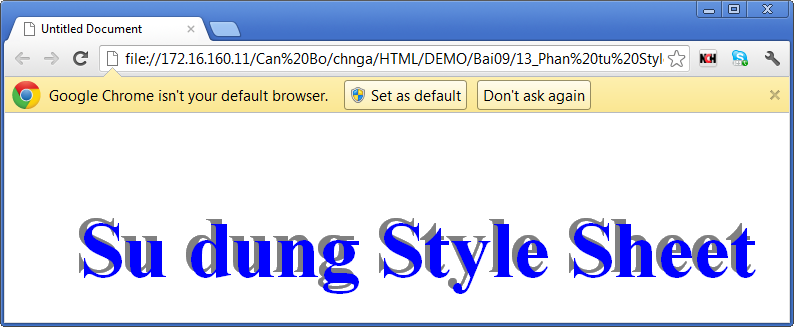 Untitled Document
file://172.16.160.11/Can%20Bo/chnga/HTML/DEMO/Bai09/13_Phan%20tu%20Styl
Google Chrome isn't your default browser. Set as default Don't ask again
Su dung Style Sheet